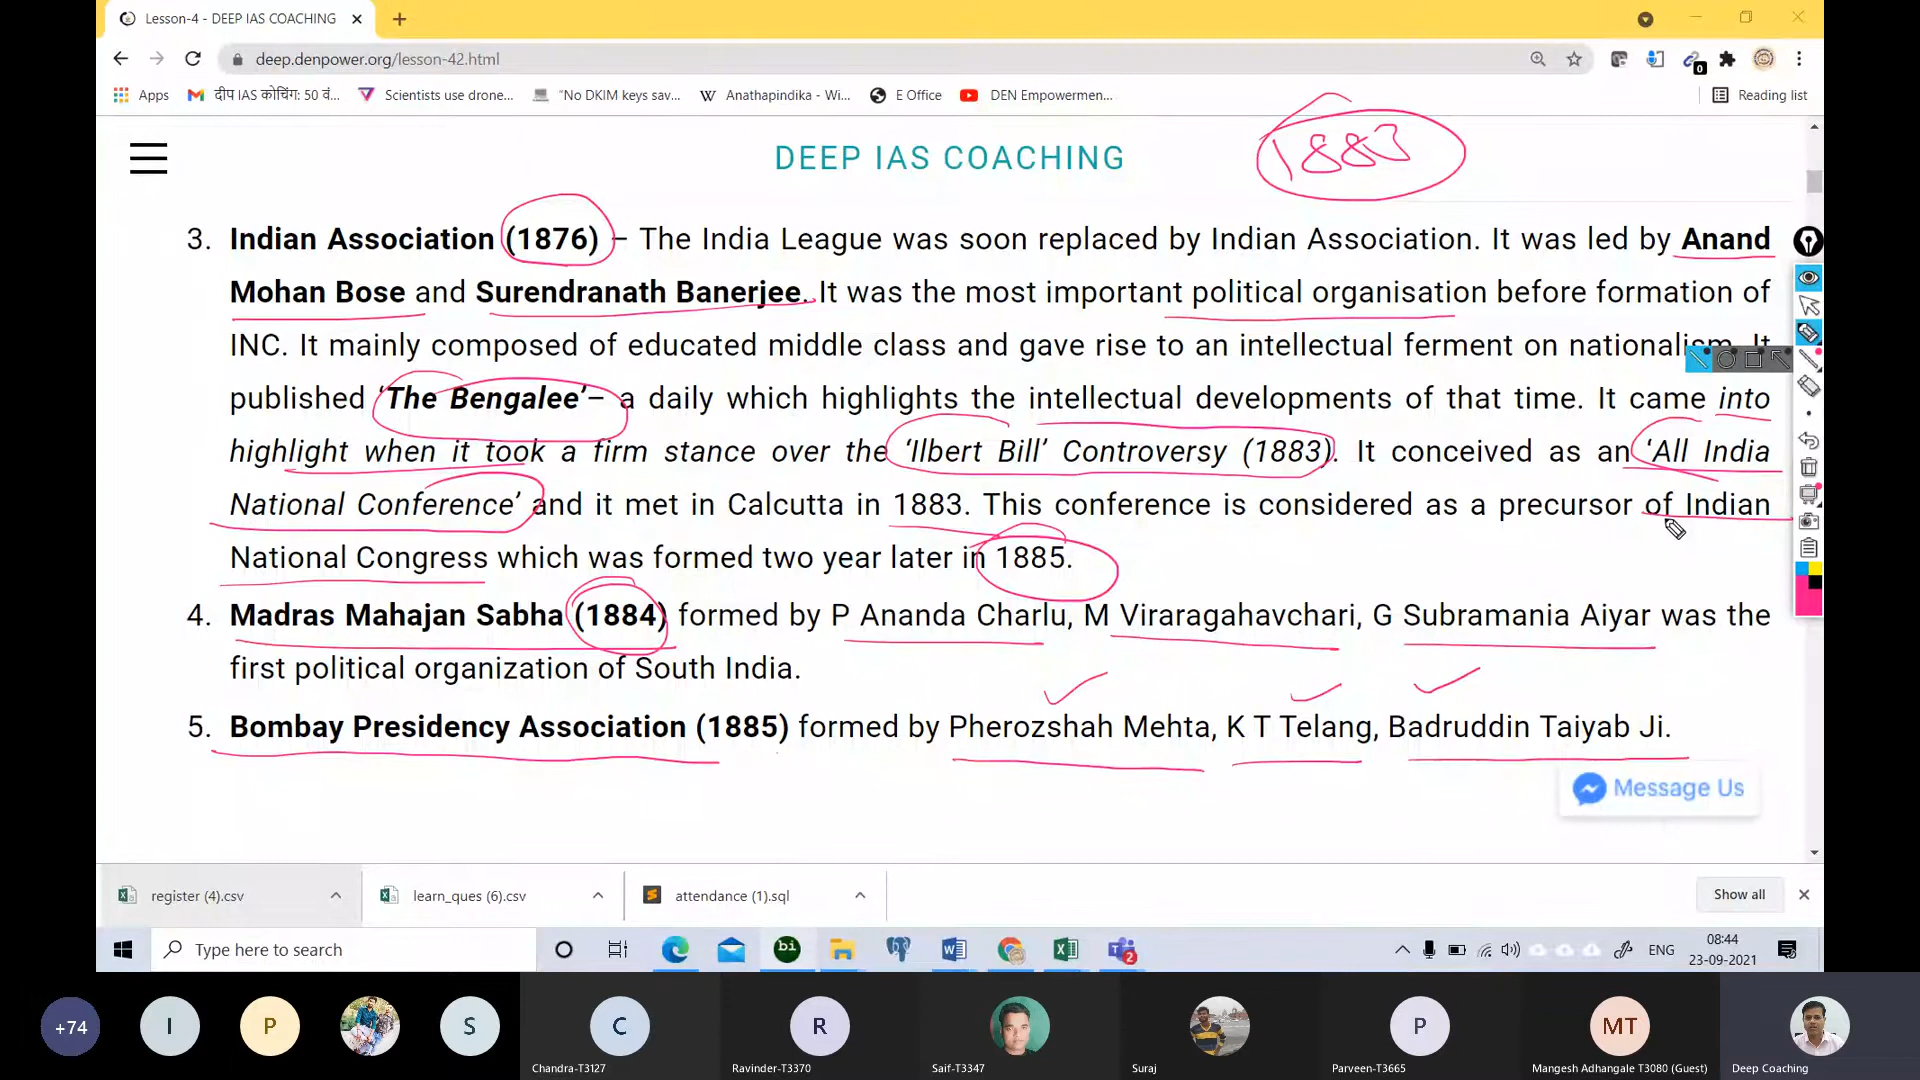 Lesson-4 - DEEP IAS COACHING
deep.denpower.org/lesson-42.html
0
Apps
दीप IAS कोचिंग: 50 वं...
Scientists use drone...
"No DKIM keys sav...
Anathapindika - Wi...
E Office
DEN Empowermen...
Reading list
DEEP IAS COACHING
1883
3. Indian Association (1876) – The India League was soon replaced by Indian Association. It was led by Anand
Mohan Bose and Surendranath Banerjee. It was the most important political organisation before formation of
INC. It mainly composed of educated middle class and gave rise to an intellectual ferment on nationalism. It
published 'The Bengalee'– a daily which highlights the intellectual developments of that time. It came into
highlight when it took a firm stance over the 'Ilbert Bill' Controversy (1883). It conceived as an 'All India
National Conference' and it met in Calcutta in 1883. This conference is considered as a precursor of Indian
National Congress which was formed two year later in 1885.
4. Madras Mahajan Sabha (1884) formed by P Ananda Charlu, M Viraragahavchari, G Subramania Aiyar was the
first political organization of South India.
5. Bombay Presidency Association (1885) formed by Pherozshah Mehta, K T Telang, Badruddin Taiyab Ji.
Message Us
register (4).csv
learn_ques (6).csv
attendance (1).sql
Show all
Type here to search
bi
2
ENG
08:44
23-09-2021
+74
I
P
S
C
R
P
MT
Chandra-T3127
Ravinder-T3370
Saif-T3347
Suraj
Parveen-T3665
Mangesh Adhangale T3080 (Guest)
Deep Coaching